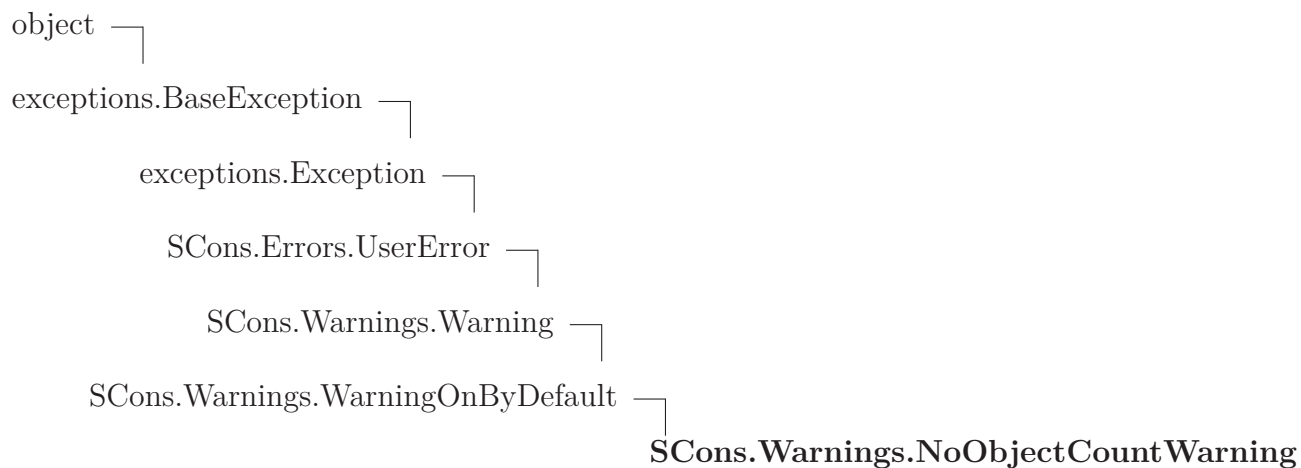 object
exceptions.BaseException
exceptions.Exception
SCons.Errors.UserError
SCons.Warnings.Warning
SCons.Warnings.WarningOnByDefault
SCons.Warnings.NoObjectCountWarning